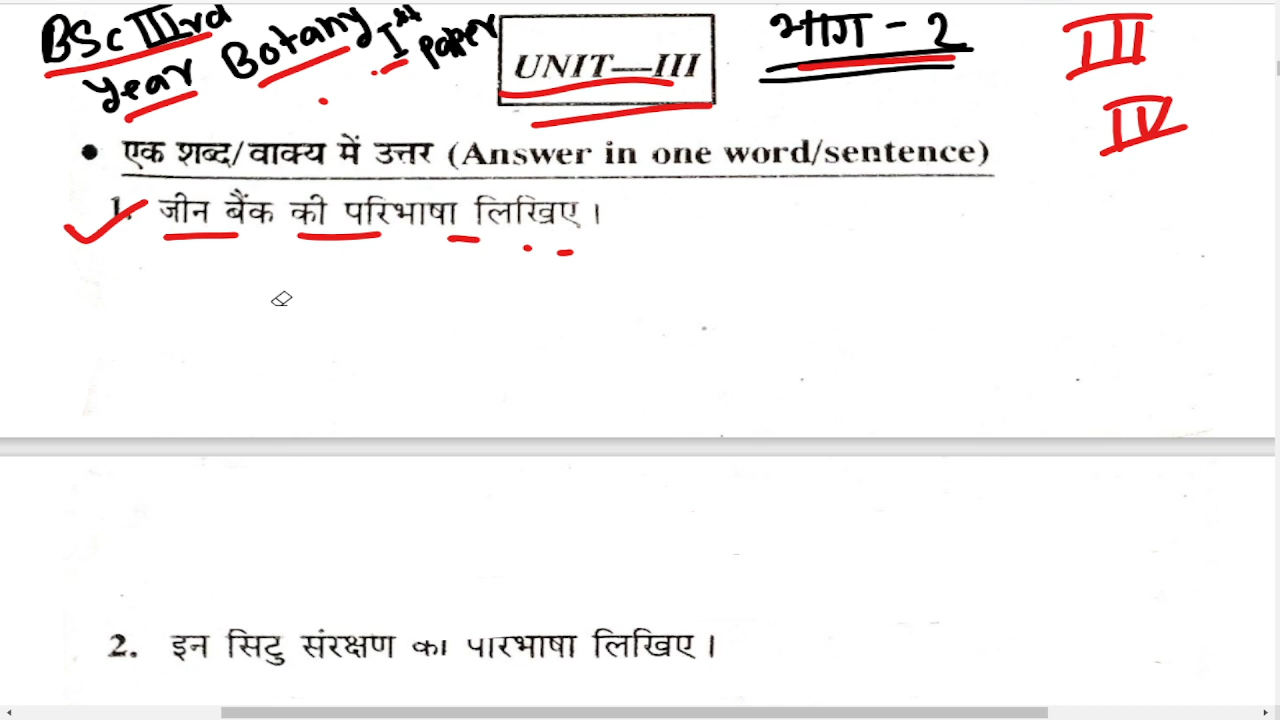 BSc IIIrd Year Botany Ist Paper
UNIT—III
भाग - 2
III
IV
• एक शब्द/वाक्य में उत्तर (Answer in one word/sentence)
1. जीन बैंक की परिभाषा लिखिए।
2. इन सिटु संरक्षण का पारभाषा लिखिए।